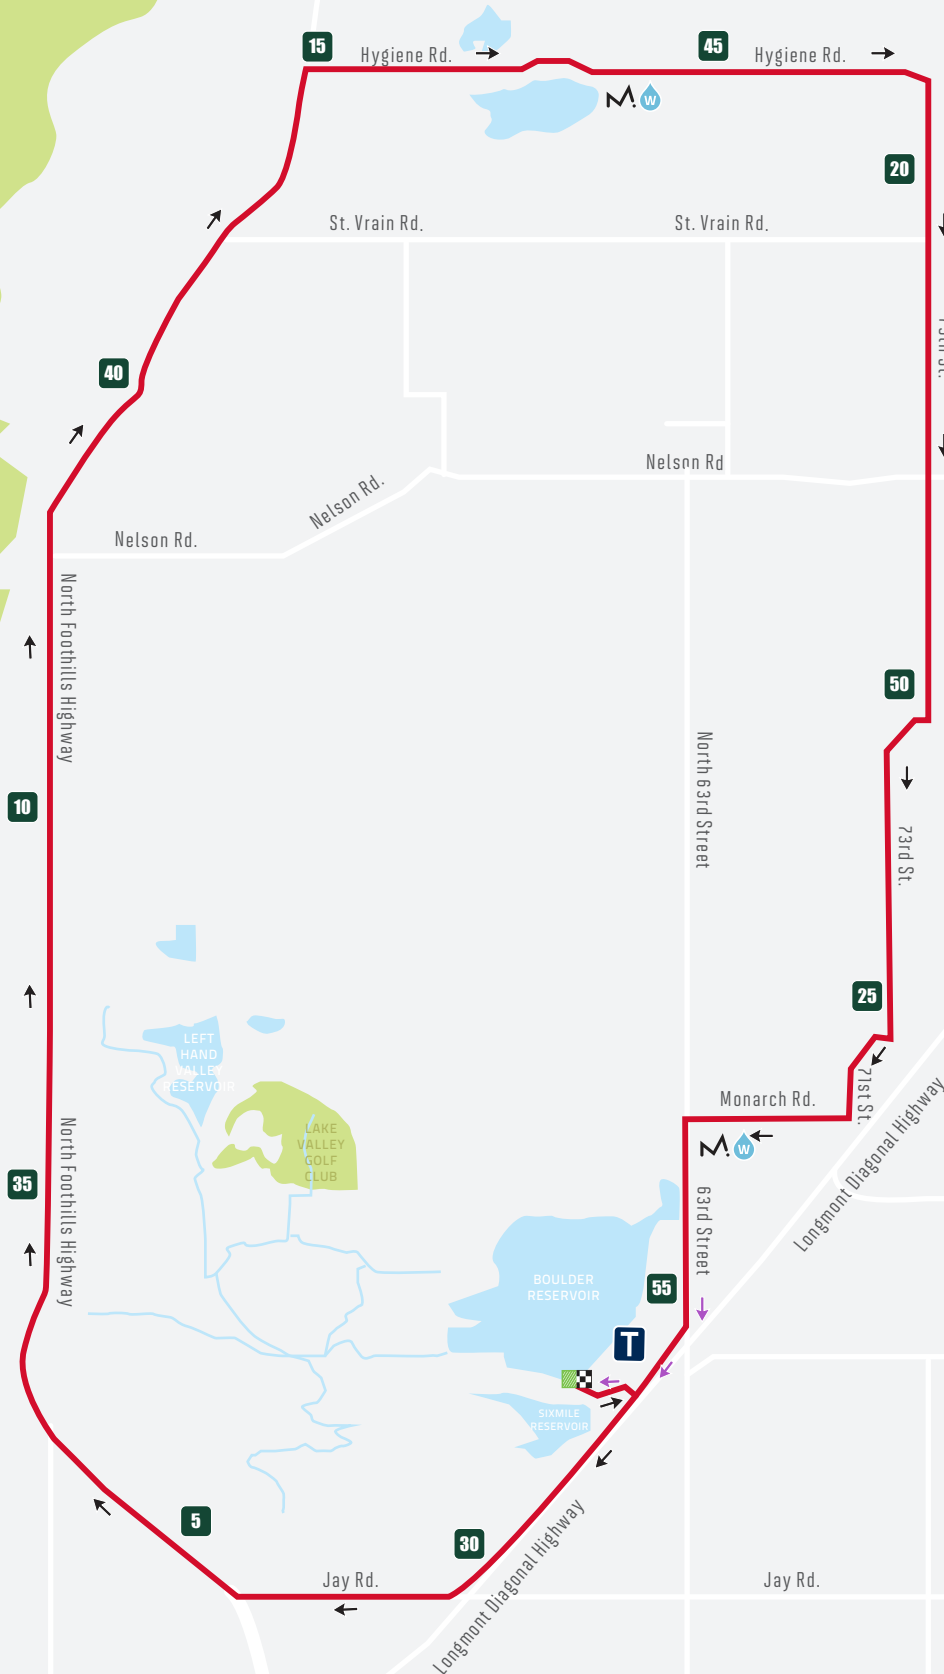 15
Hygiene Rd.
45
Hygiene Rd.
W
20
St. Vrain Rd.
St. Vrain Rd.
40
Nelson Rd
Nelson Rd.
Nelson Rd.
North Foothills Highway
50
North 63rd Street
10
73rd St.
25
LEFT
HAND
VALLEY
RESERVOIR
71st St.
Monarch Rd.
LAKE
VALLEY
GOLF
CLUB
W
Longmont Diagonal Highway
35
North Foothills Highway
63rd Street
BOULDER
RESERVOIR
55
T
SIXMILE
RESERVOIR
5
30
Longmont Diagonal Highway
Jay Rd.
Jay Rd.